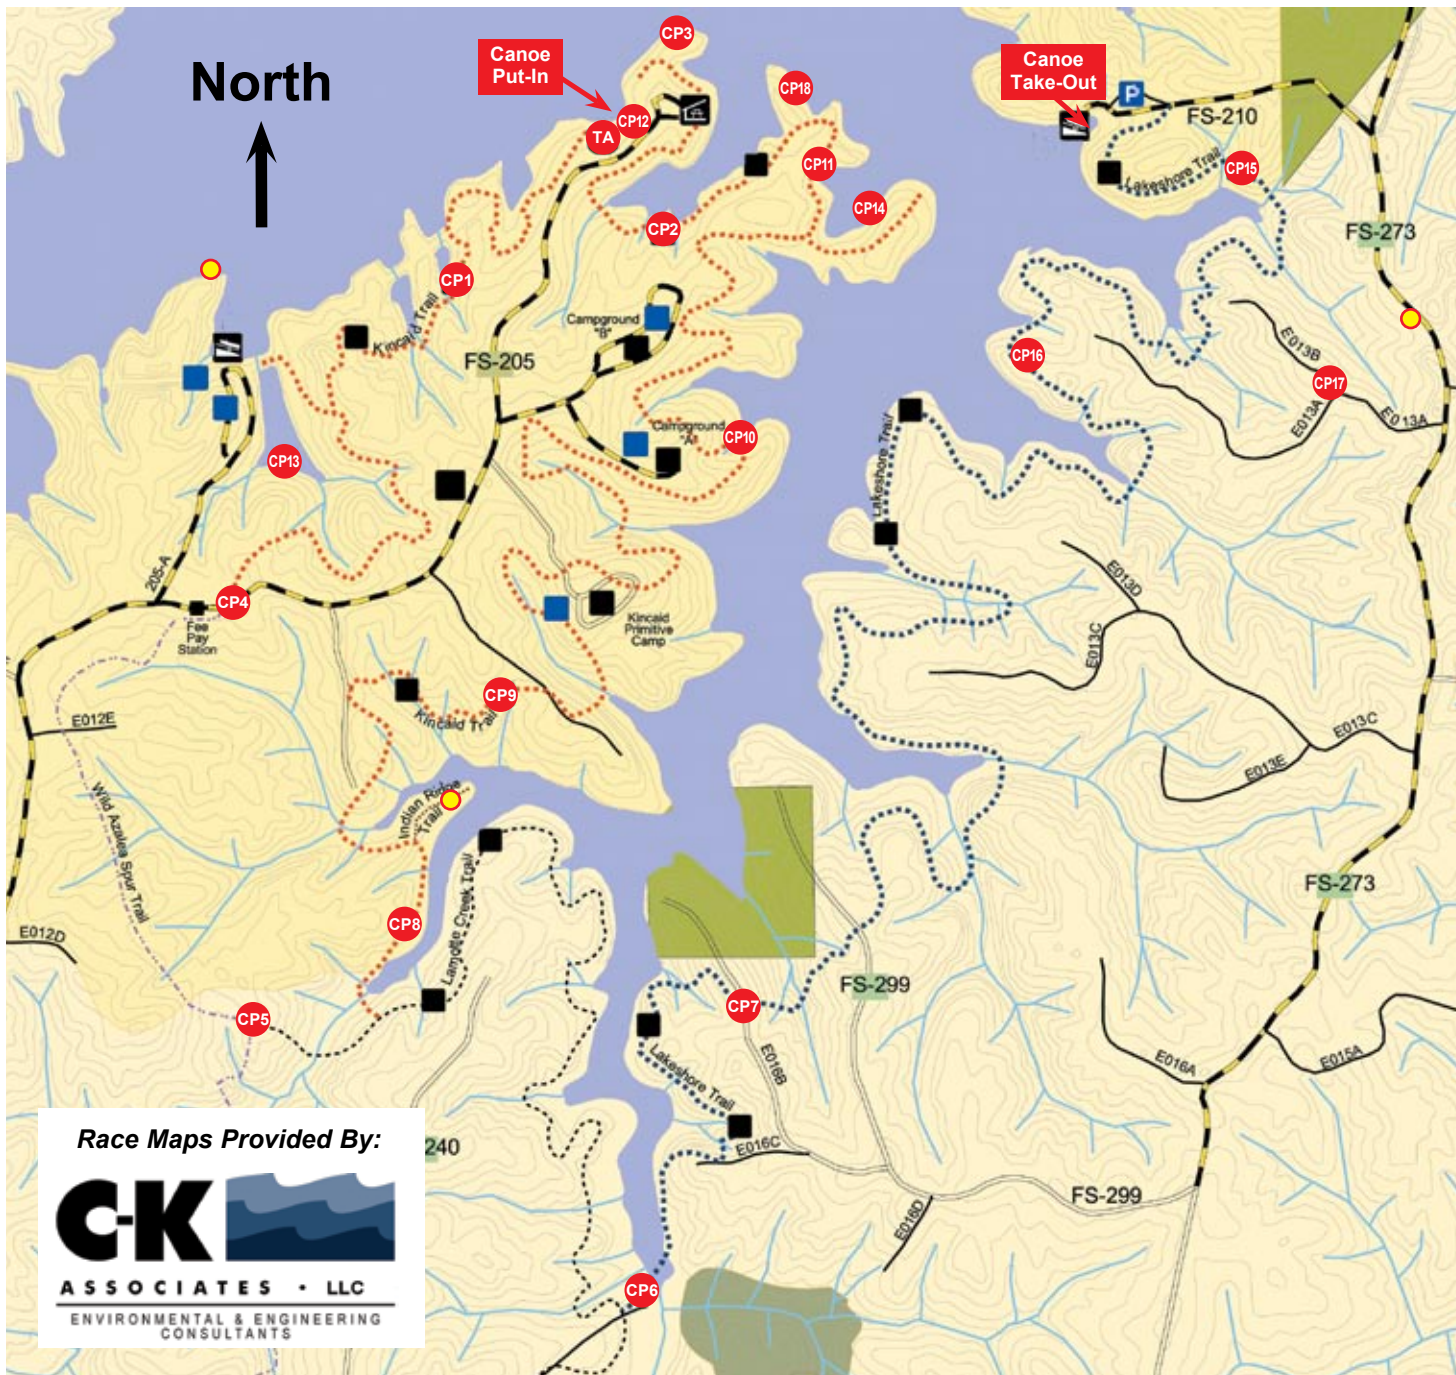 North
Canoe
Put-In
CP3
CP12
TA
CP18
Canoe
Take-Out
P
FS-210
Lakeshore Trail
CP15
CP11
CP14
CP2
FS-273
CP1
Kincaid Trail
Campground
"B"
FS-205
CP16
E013B
CP17
E013A
E013A
Campground
"A"
CP10
CP13
Lakeshore Trail
205-A
CP4
Fee
Pay
Station
Kincaid
Primitive
Camp
E013D
E013C
CP9
Kincaid Trail
E012E
E013C
E013E
Wild Azalea Spur Trail
Indian Ridge
Trail
Lamotte Creek Trail
FS-273
CP8
E012D
CP5
CP7
FS-299
E016B
Lakeshore Trail
E016A
E015A
E016C
240
FS-299
E016D
CP6
Race Maps Provided By:
C-K
ASSOCIATES • LLC
ENVIRONMENTAL & ENGINEERING
CONSULTANTS